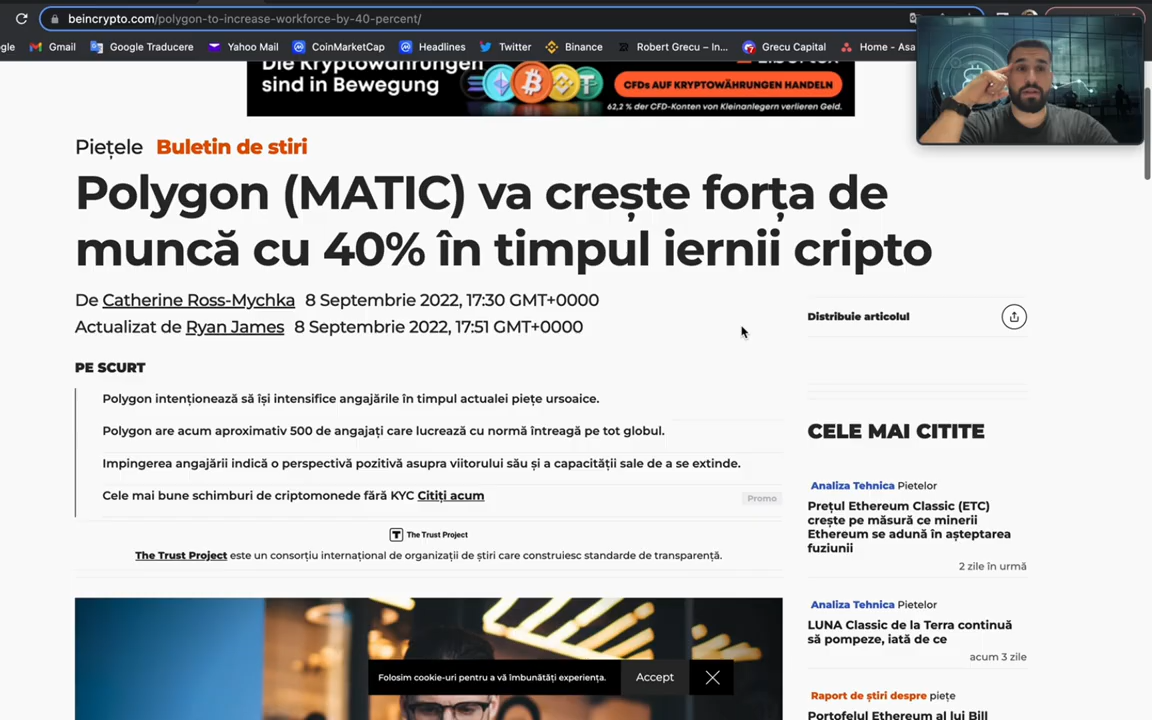 beincrypto.com/polygon-to-increase-workforce-by-40-percent/
gle Gmail Google Traducere Yahoo Mail CoinMarketCap Headlines Twitter Binance Robert Grecu – In... Grecu Capital Home - Asa
Die Kryptowährungen
sind in Bewegung
CFDS AUF KRYPTOWÄHRUNGEN HANDELN
62,2 % der CFD-Konten von Kleinanlegern verlieren Geld.
Piețele Buletin de stiri
Polygon (MATIC) va crește forța de
muncă cu 40% în timpul iernii cripto
De Catherine Ross-Mychka 8 Septembrie 2022, 17:30 GMT+0000
Actualizat de Ryan James 8 Septembrie 2022, 17:51 GMT+0000
Distribuie articolul
PE SCURT
Polygon intenționează să își intensifice angajările în timpul actualei piețe ursoaice.
Polygon are acum aproximativ 500 de angajați care lucrează cu normă întreagă pe tot globul.
Impingerea angajării indică o perspectivă pozitivă asupra viitorului său și a capacității sale de a se extinde.
Cele mai bune schimburi de criptomonede fără KYC Citiți acum
Promo
The Trust Project
The Trust Project este un consorțiu internațional de organizații de știri care construiesc standarde de transparență.
CELE MAI CITITE
Analiza Tehnica Pietelor
Prețul Ethereum Classic (ETC)
crește pe măsură ce minerii
Ethereum se adună în așteptarea
fuziunii
2 zile în urmă
Analiza Tehnica Pietelor
LUNA Classic de la Terra continuă
să pompeze, iată de ce
acum 3 zile
Raport de știri despre piețe
Portofelul Ethereum al lui Bill
Folosim cookie-uri pentru a vă îmbunătăți experiența.
Accept